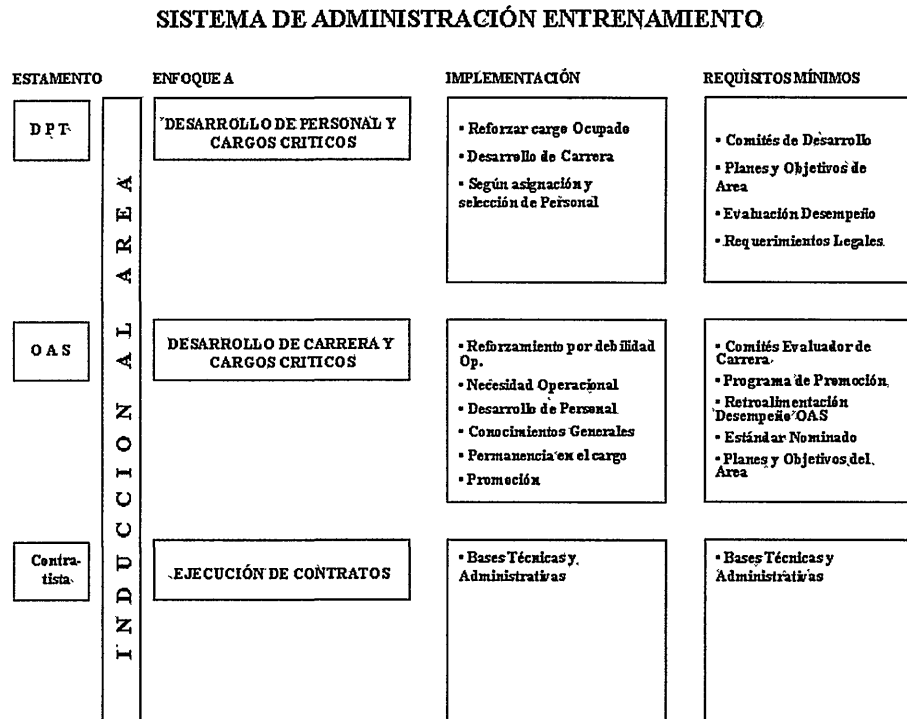 SISTEMA DE ADMINISTRACIÓN ENTRENAMIENTO
ESTAMENTO
ENFOQUE A
IMPLEMENTACIÓN
REQUISITOS MÍNIMOS
INDUCCION AL AREA
DPT
DESARROLLO DE PERSONAL Y
CARGOS CRITICOS
▪ Reforzar cargo Ocupado
▪ Desarrollo de Carrera
▪ Según asignación y
selección de Personal
▪ Comités de Desarrollo
▪ Planes y Objetivos de
Area
▪ Evaluación Desempeño
▪ Requerimientos Legales
OAS
DESARROLLO DE CARRERA Y
CARGOS CRITICOS
▪ Reforzamiento por debilidad
Op.
▪ Necesidad Operacional
▪ Desarrollo de Personal
▪ Conocimientos Generales
▪ Permanencia en el cargo
▪ Promoción
▪ Comités Evaluador de
Carrera
▪ Programa de Promoción
▪ Retroalimentación
Desempeño OAS
▪ Estándar Nominado
▪ Planes y Objetivos del
Area
Contra-
tista
EJECUCIÓN DE CONTRATOS
▪ Bases Técnicas y
Administrativas
▪ Bases Técnicas y
Administrativas